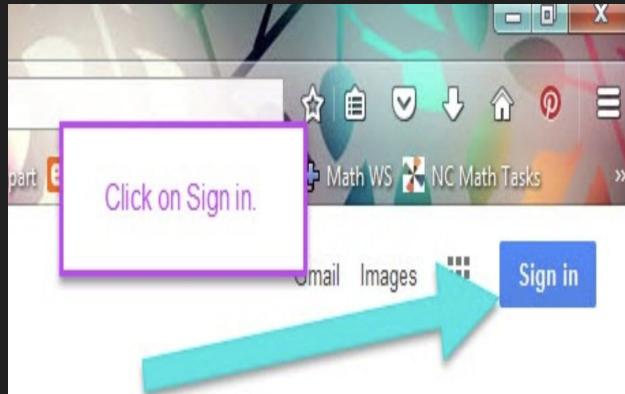 part
Click on Sign in.
Math WS NC Math Tasks »
Gmail Images Sign in